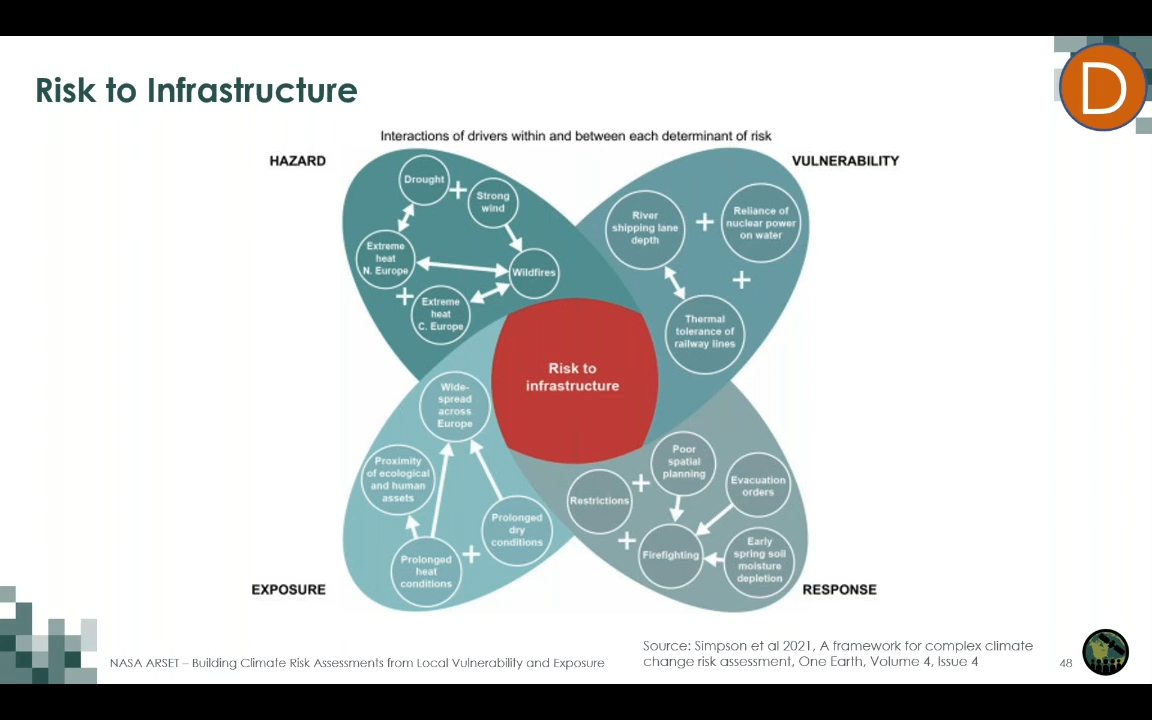 Risk to Infrastructure
D
Interactions of drivers within and between each determinant of risk
HAZARD
VULNERABILITY
Drought
+
Strong
wind
Extreme
heat
N. Europe
Wildfires
+
Extreme
heat
C. Europe
River
shipping lane
depth
+
Reliance of
nuclear power
on water
+
Thermal
tolerance of
railway lines
Risk to
infrastructure
Wide-
spread
across
Europe
Proximity
of ecological
and human
assets
Prolonged
dry
conditions
+
Prolonged
heat
conditions
Poor
spatial
planning
+
Restrictions
Evacuation
orders
+
Firefighting
Early
spring soil
moisture
depletion
EXPOSURE
RESPONSE
Source: Simpson et al 2021, A framework for complex climate
change risk assessment, One Earth, Volume 4, Issue 4
NASA ARSET – Building Climate Risk Assessments from Local Vulnerability and Exposure
48